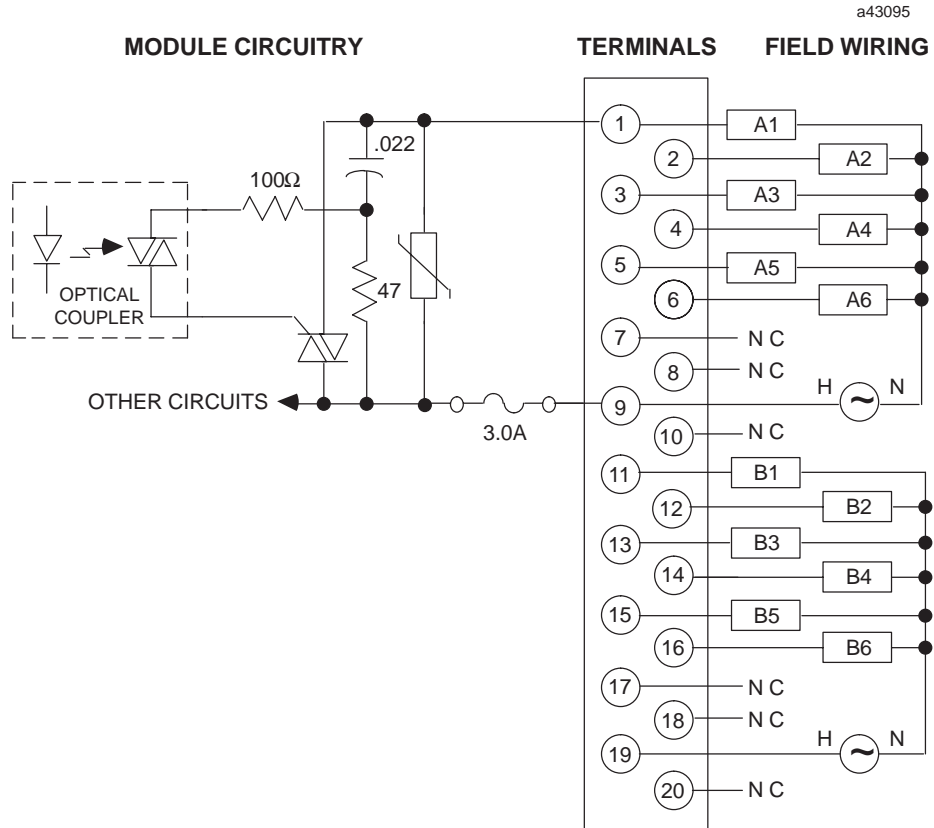 a43095
MODULE CIRCUITRY TERMINALS FIELD WIRING
1 A1
.022
2 A2
100Ω
3 A3
4 A4
5 A5
47
OPTICAL
COUPLER
6 A6
7 N C
8 N C
H ~ N
OTHER CIRCUITS
9
3.0A
10 N C
11 B1
12 B2
13 B3
14 B4
15 B5
16 B6
17 N C
18 N C
H ~ N
19
20 N C